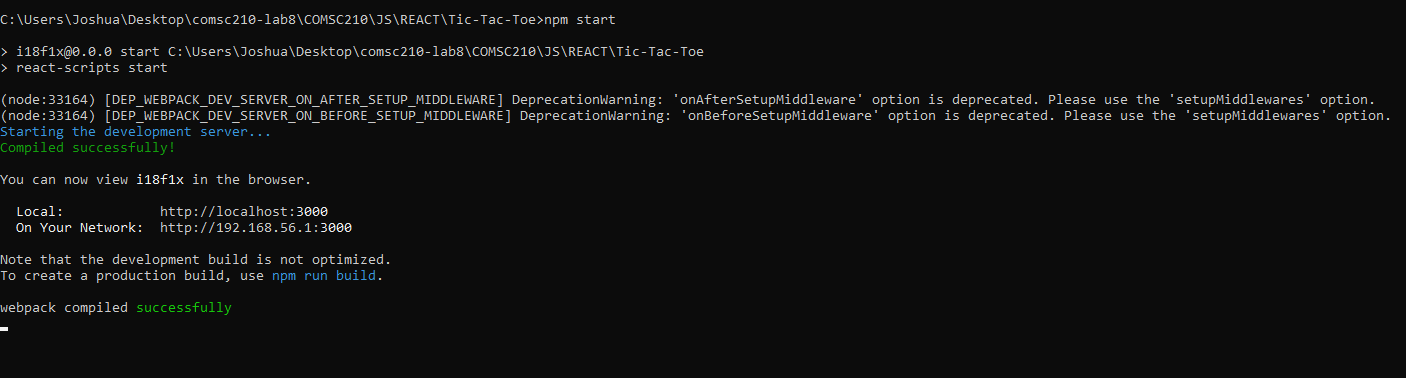 C:\Users\Joshua\Desktop\comsc210-lab8\COMSC210\JS\REACT\Tic-Tac-Toe>npm start
> i18f1x@0.0.0 start C:\Users\Joshua\Desktop\comsc210-lab8\COMSC210\JS\REACT\Tic-Tac-Toe
> react-scripts start
(node:33164) [DEP_WEBPACK_DEV_SERVER_ON_AFTER_SETUP_MIDDLEWARE] DeprecationWarning: 'onAfterSetupMiddleware' option is deprecated. Please use the 'setupMiddlewares' option.
(node:33164) [DEP_WEBPACK_DEV_SERVER_ON_BEFORE_SETUP_MIDDLEWARE] DeprecationWarning: 'onBeforeSetupMiddleware' option is deprecated. Please use the 'setupMiddlewares' option.
Starting the development server...
Compiled successfully!
You can now view i18f1x in the browser.
Local: http://localhost:3000
On Your Network: http://192.168.56.1:3000
Note that the development build is not optimized.
To create a production build, use npm run build.
webpack compiled successfully